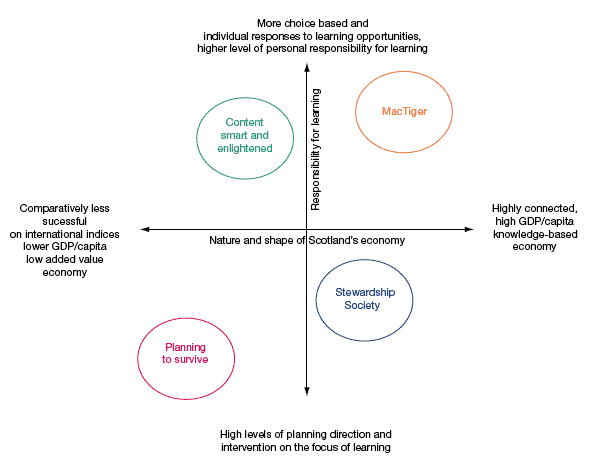 More choice based and
individual responses to learning opportunities,
higher level of personal responsibility for learning
Responsibility for learning
MacTiger
Content
smart and
enlightened
Comparatively less
sucessful
on international indices
lower GDP/capita
low added value
economy
Nature and shape of Scotland's economy
Highly connected,
high GDP/capita
knowledge-based
economy
Stewardship
Society
Planning
to survive
High levels of planning direction and
intervention on the focus of learning